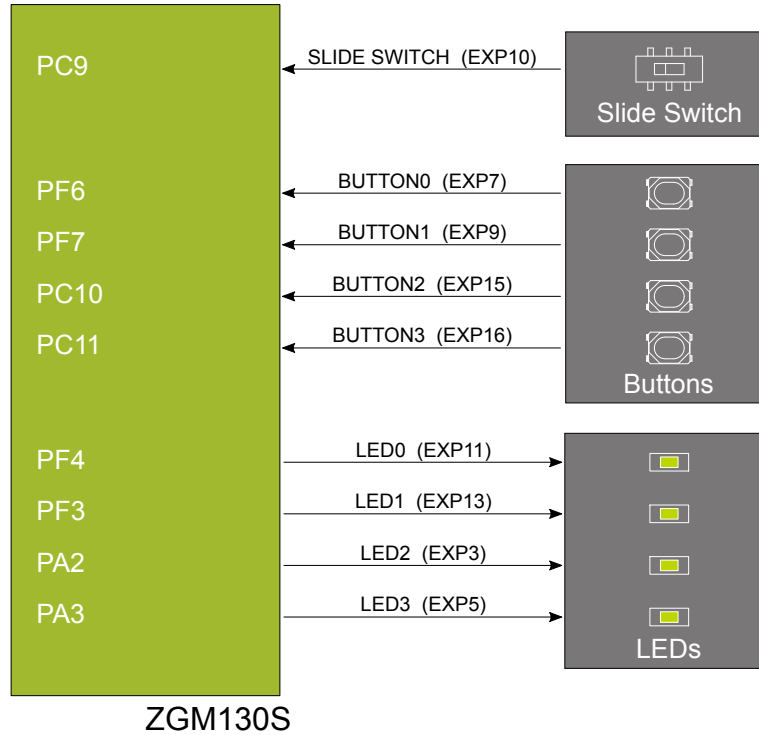 PC9
SLIDE SWITCH (EXP10)
Slide Switch
PF6
BUTTON0 (EXP7)
PF7
BUTTON1 (EXP9)
PC10
BUTTON2 (EXP15)
PC11
BUTTON3 (EXP16)
Buttons
PF4
LED0 (EXP11)
PF3
LED1 (EXP13)
PA2
LED2 (EXP3)
PA3
LED3 (EXP5)
LEDs
ZGM130S